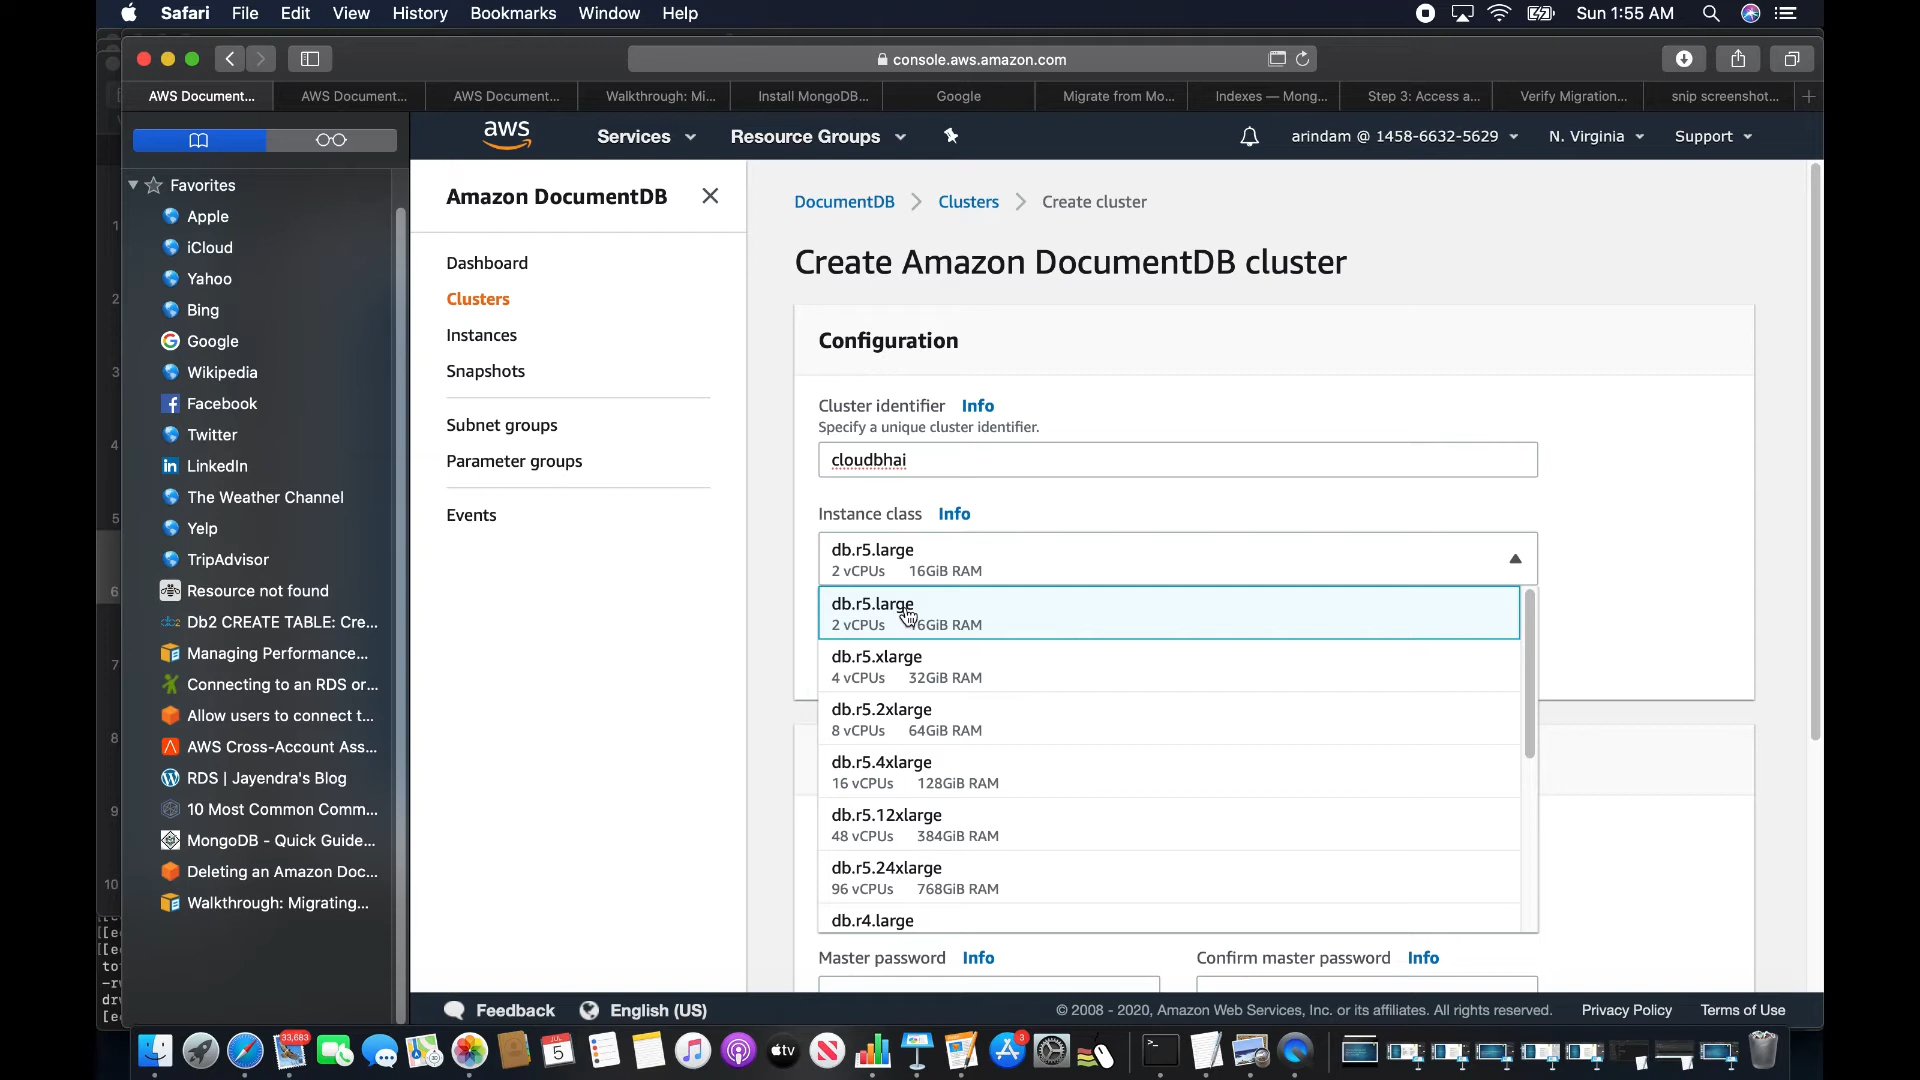 Safari File Edit View History Bookmarks Window Help
Sun 1:55 AM
console.aws.amazon.com
AWS Document... AWS Document... AWS Document... Walkthrough: Mi... Install MongoDB... Google Migrate from Mo... Indexes — Mong... Step 3: Access a... Verify Migration... snip screenshot...
aws Services Resource Groups arindam @ 1458-6632-5629 N. Virginia Support
Favorites
Apple
iCloud
Yahoo
Bing
Google
Wikipedia
Facebook
Twitter
LinkedIn
The Weather Channel
Yelp
TripAdvisor
Resource not found
Db2 CREATE TABLE: Cre...
Managing Performance...
Connecting to an RDS or...
Allow users to connect t...
AWS Cross-Account Ass...
RDS | Jayendra's Blog
10 Most Common Comm...
MongoDB - Quick Guide...
Deleting an Amazon Doc...
Walkthrough: Migrating...
Amazon DocumentDB
Dashboard
Clusters
Instances
Snapshots
Subnet groups
Parameter groups
Events
DocumentDB Clusters Create cluster
Create Amazon DocumentDB cluster
Configuration
Cluster identifier Info
Specify a unique cluster identifier.
cloudbhai
Instance class Info
db.r5.large
2 vCPUs 16GiB RAM
db.r5.large
2 vCPUs 6GiB RAM
db.r5.xlarge
4 vCPUs 32GiB RAM
db.r5.2xlarge
8 vCPUs 64GiB RAM
db.r5.4xlarge
16 vCPUs 128GiB RAM
db.r5.12xlarge
48 vCPUs 384GiB RAM
db.r5.24xlarge
96 vCPUs 768GiB RAM
db.r4.large
Master password Info
Confirm master password Info
Feedback English (US)
© 2008 - 2020, Amazon Web Services, Inc. or its affiliates. All rights reserved. Privacy Policy Terms of Use
33,683
JUL
5
tv
3